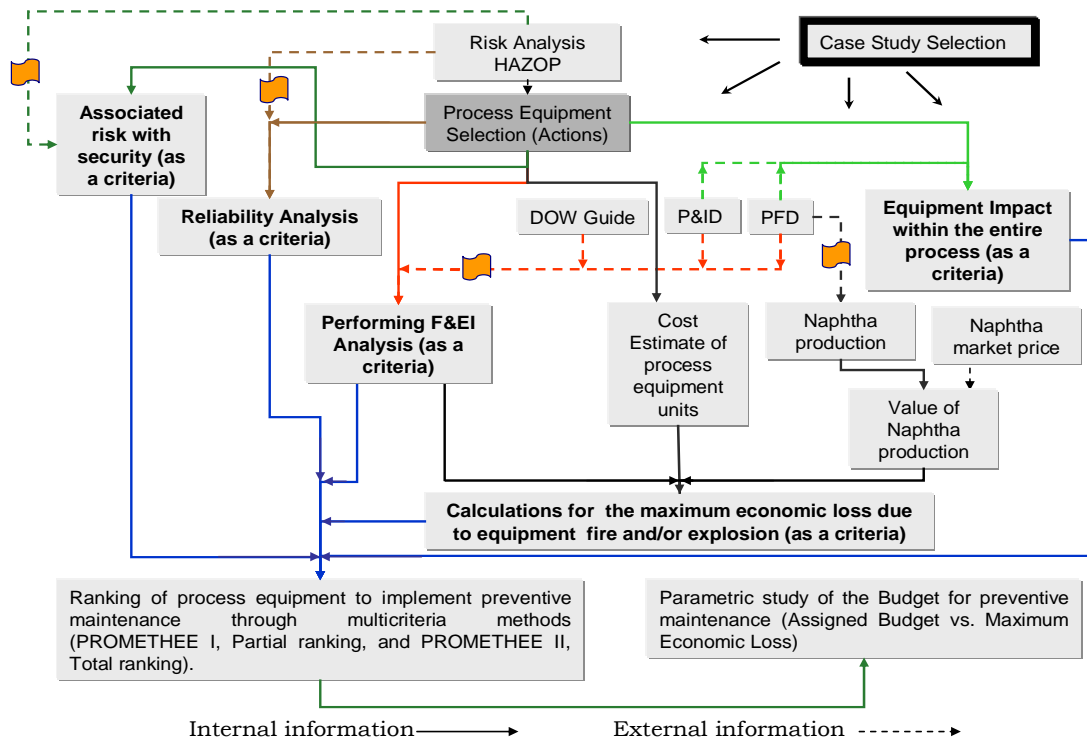 Risk Analysis
HAZOP
Case Study Selection
Associated
risk with
security (as
a criteria)
Process Equipment
Selection (Actions)
Reliability Analysis
(as a criteria)
DOW Guide
P&ID
PFD
Equipment Impact
within the entire
process (as a
criteria)
Performing F&EI
Analysis (as a
criteria)
Cost
Estimate of
process
equipment
units
Naphtha
production
Naphtha
market price
Value of
Naphtha
production
Calculations for the maximum economic loss due
to equipment fire and/or explosion (as a criteria)
Ranking of process equipment to implement preventive
maintenance through multicriteria methods
(PROMETHEE I, Partial ranking, and PROMETHEE II,
Total ranking).
Parametric study of the Budget for preventive
maintenance (Assigned Budget vs. Maximum
Economic Loss)
Internal information
External information